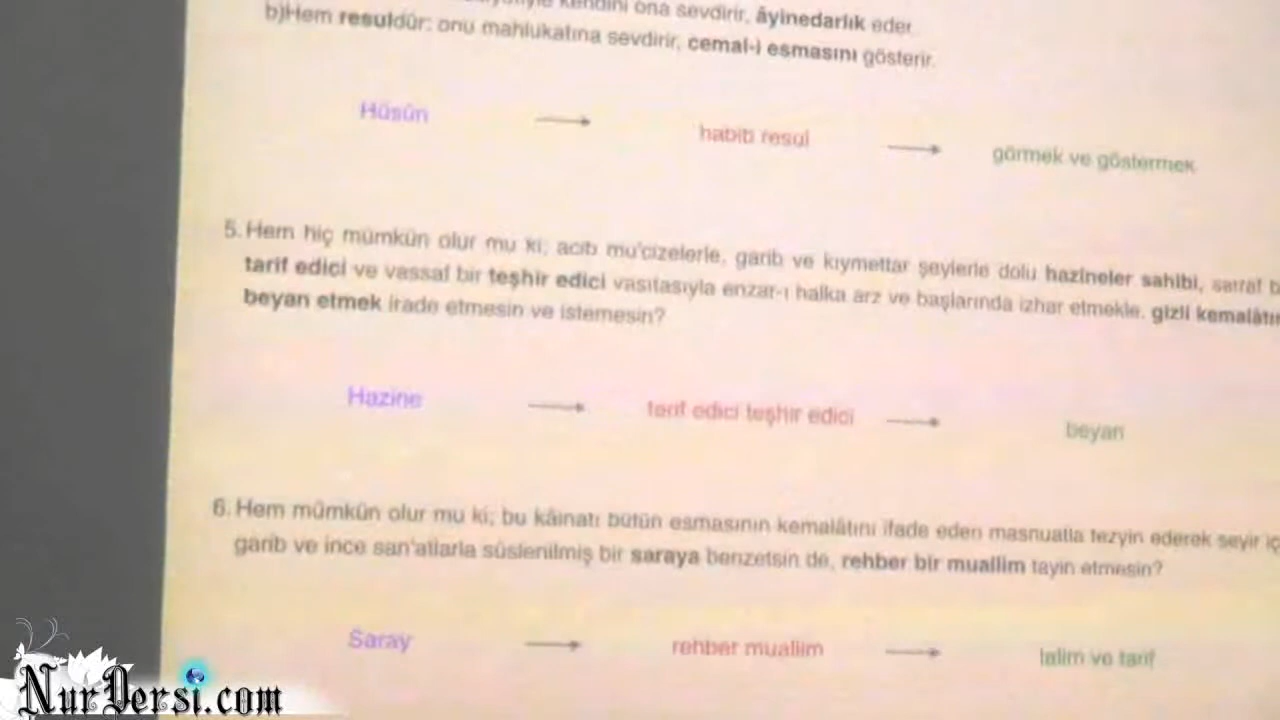 kendini ona sevdirir, âyinedarlık eder.
b)Hem resuldür: onu mahlukatına sevdirir, cemal-i esmasını gösterir.
Hüsün → habib resul → görmek ve göstermek
5. Hem hiç mümkün olur mu ki; acib mu'cizelerle, garib ve kıymettar şeylerle dolu hazineler sahibi, sarraf
tarif edici ve vassaf bir teşhir edici vasıtasıyla enzar-ı halka arz ve başlarında izhar etmekle, gizli
beyan etmek irade etmesin ve istemesin?
Hazine → tarif edici teşhir edici → beyan
6. Hem mümkün olur mu ki; bu kâinatı bütün esmasının kemalâtını ifade eden masnuatla tezyin ederek seyir
garib ve ince san'atlarla süslenilmiş bir saraya benzetsin de, rehber bir muallim tayin etmesin?
Saray → rehber muallim → talim ve tarif
NurDersi.com